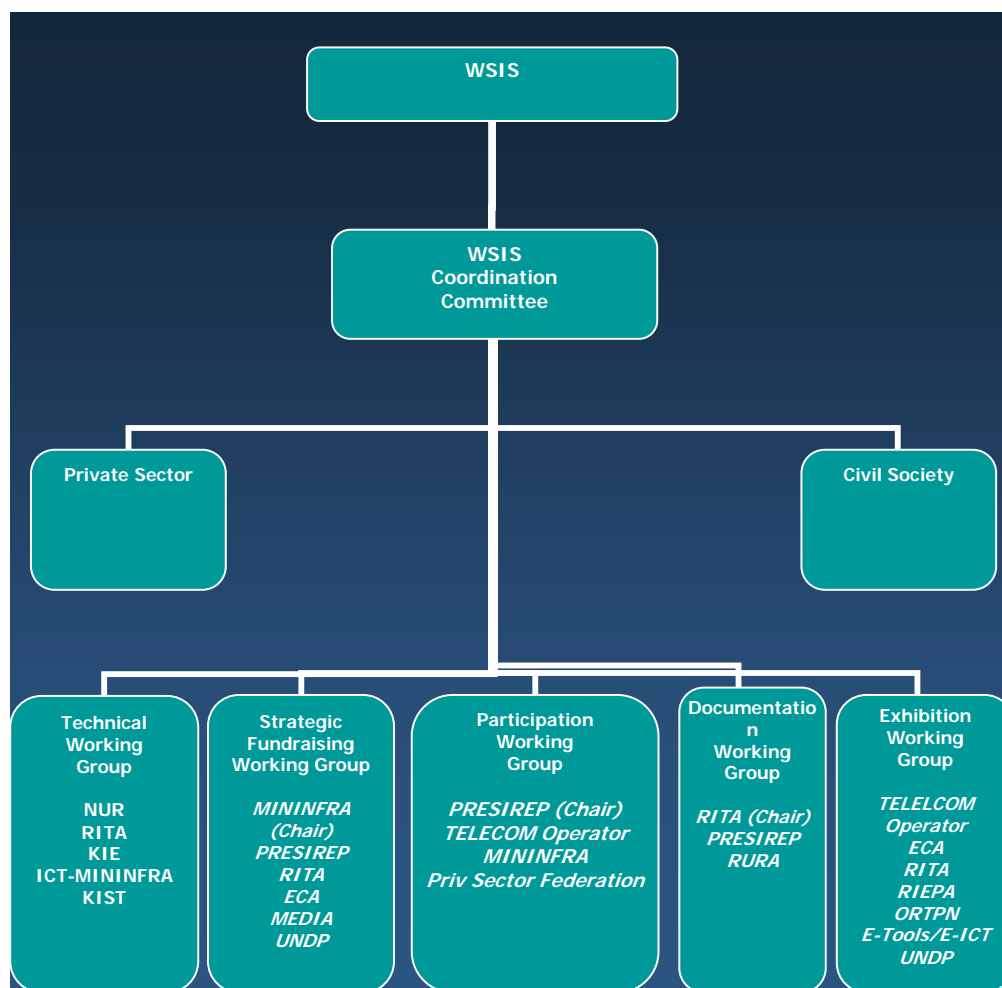 WSIS
WSIS
Coordination
Committee
Private Sector
Civil Society
Technical
Working
Group
NUR
RITA
KIE
ICT-MININFRA
KIST
Strategic
Fundraising
Working Group
MININFRA
(Chair)
PRESIREP
RITA
ECA
MEDIA
UNDP
Participation
Working
Group
PRESIREP (Chair)
TELECOM Operator
MININFRA
Priv Sector Federation
Documentatio
n
Working
Group
RITA (Chair)
PRESIREP
RURA
Exhibition
Working
Group
TELELCOM
Operator
ECA
RITA
RIEPA
ORTPN
E-Tools/E-ICT
UNDP